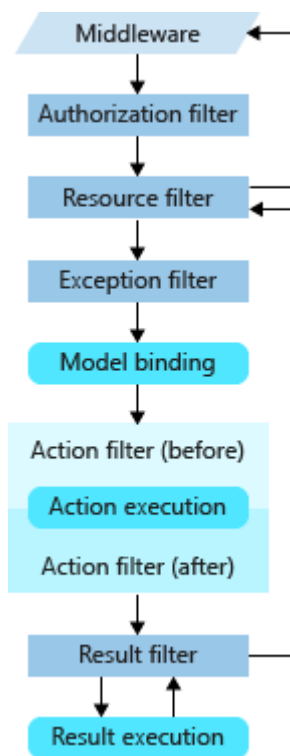 Middleware
Authorization filter
Resource filter
Exception filter
Model binding
Action filter (before)
Action execution
Action filter (after)
Result filter
Result execution